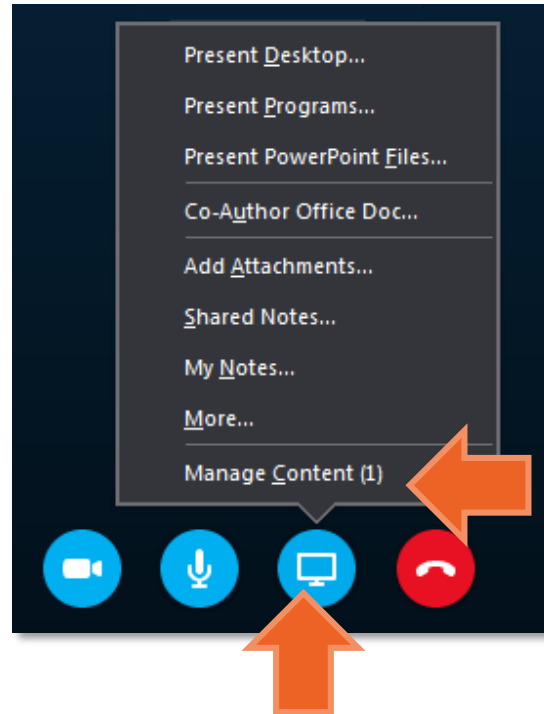 Present Desktop...
Present Programs...
Present PowerPoint Files...
Co-Author Office Doc...
Add Attachments...
Shared Notes...
My Notes...
More...
Manage Content (1)